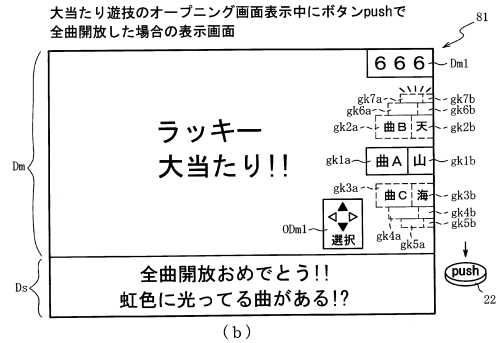 大当たり遊技のオープニング画面表示中にボタンpushで
全曲開放した場合の表示画面
81
666
Dm1
gk7a
gk7b
gk6a
gk6b
gk2a
曲B
天
gk2b
ラッキー
大当たり!!
Dm
gk1a
曲A
山
gk1b
gk3a
曲C
海
gk3b
gk4b
gk5b
gk4a
gk5a
ODm1
選択
Ds
全曲開放おめでとう!!
虹色に光ってる曲がある!?
push
22
(b)